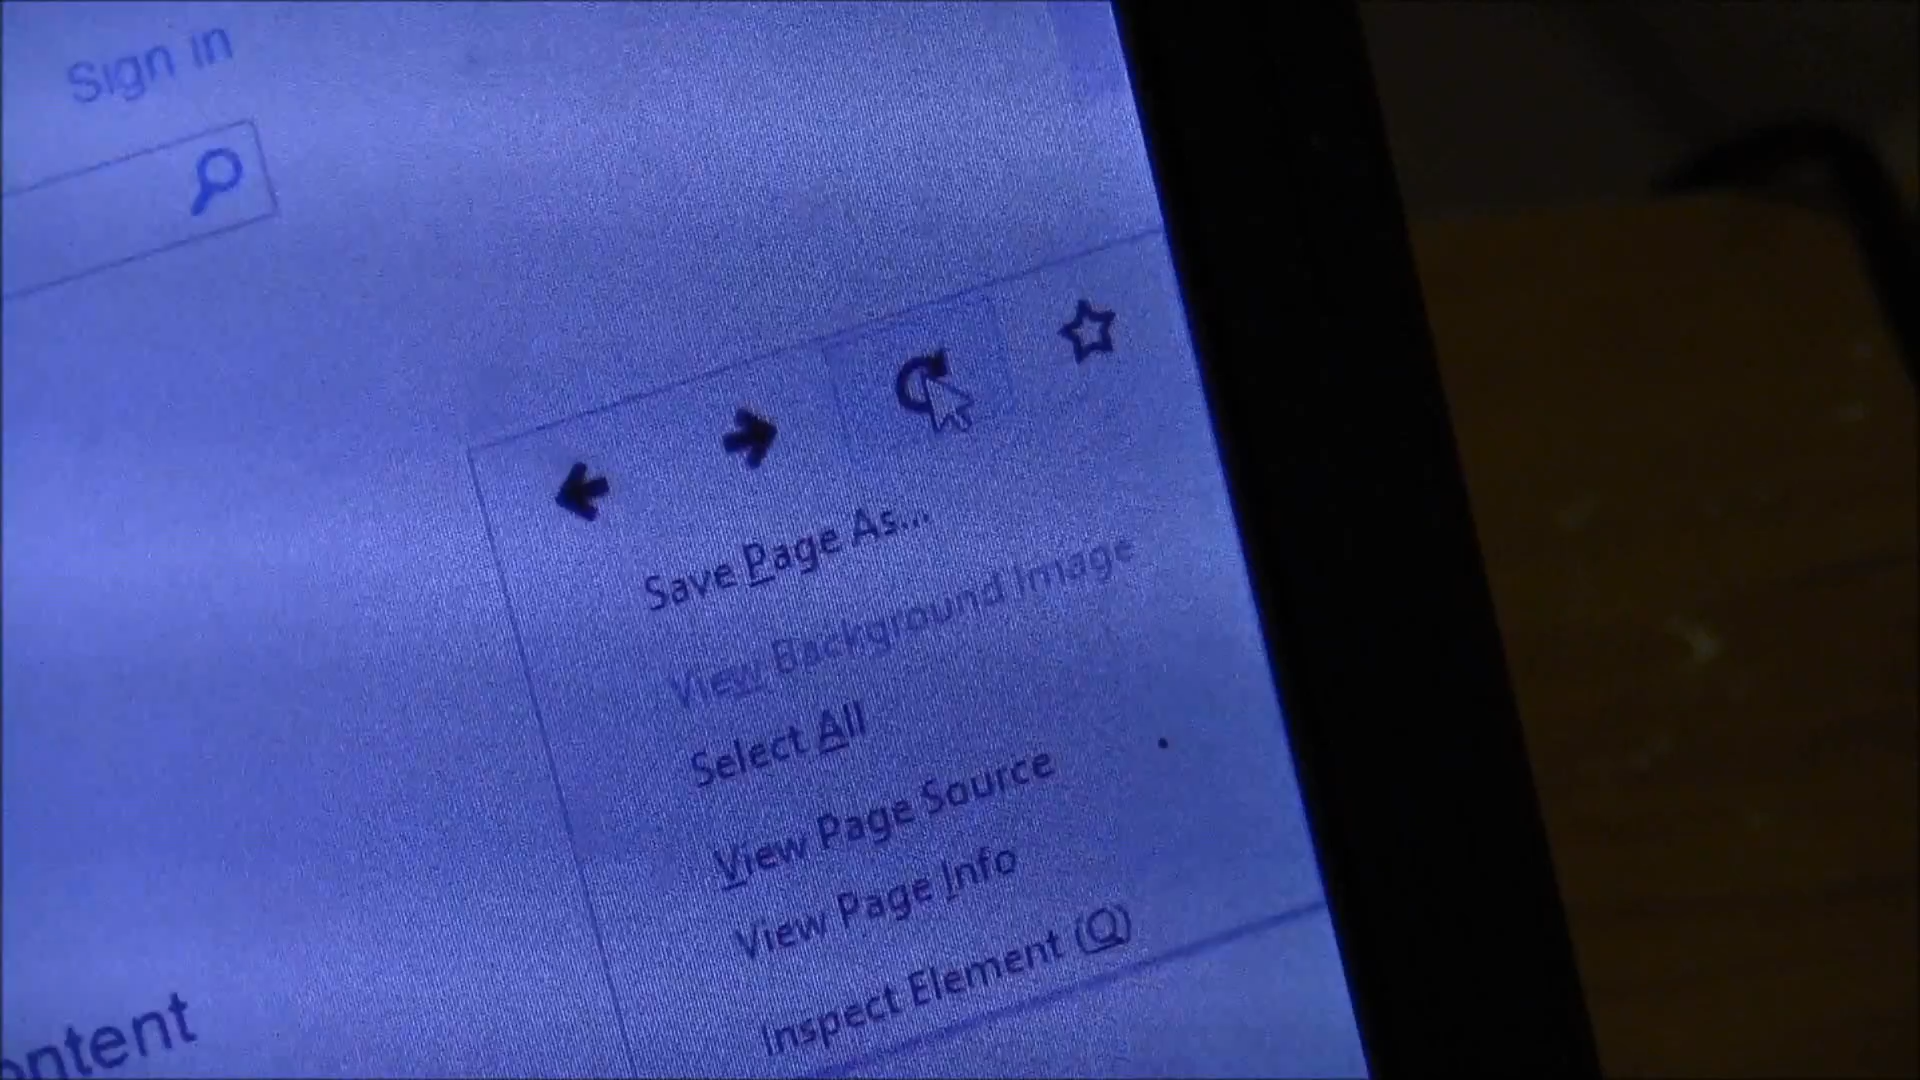 Sign in
Save Page As...
View Background Image
Select All
View Page Source
View Page Info
Inspect Element (Q)
ontent